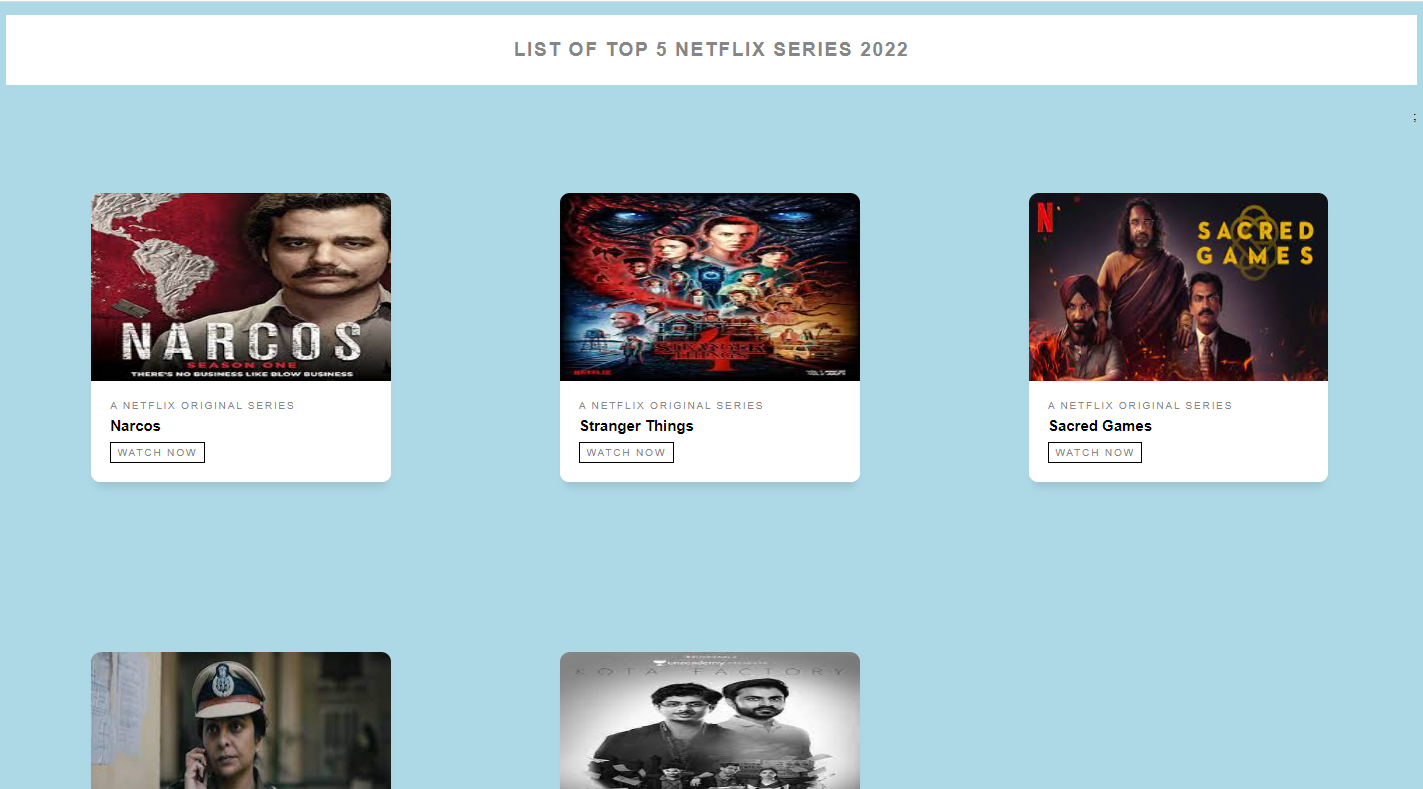 LIST OF TOP 5 NETFLIX SERIES 2022
;
NARCOS
SEASON ONE
THERE'S NO BUSINESS LIKE BLOW BUSINESS
A NETFLIX ORIGINAL SERIES
Narcos
WATCH NOW
STRANGER
THINGS
4
NETFLIX
A NETFLIX ORIGINAL SERIES
Stranger Things
WATCH NOW
N
SACRED
GAMES
A NETFLIX ORIGINAL SERIES
Sacred Games
WATCH NOW
unacademy
KOTA FACTORY